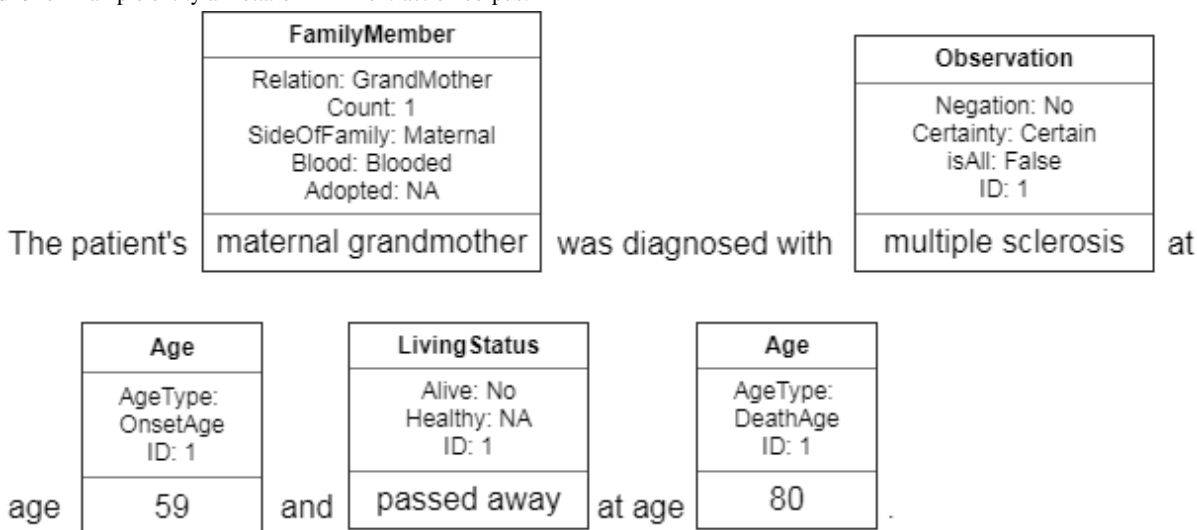 FamilyMember
Relation: GrandMother
Count: 1
SideOfFamily: Maternal
Blood: Blooded
Adopted: NA
Observation
Negation: No
Certainty: Certain
isAll: False
ID: 1
The patient's maternal grandmother was diagnosed with multiple sclerosis at
Age
AgeType:
OnsetAge
ID: 1
LivingStatus
Alive: No
Healthy: NA
ID: 1
Age
AgeType:
DeathAge
ID: 1
age 59 and passed away at age 80 .